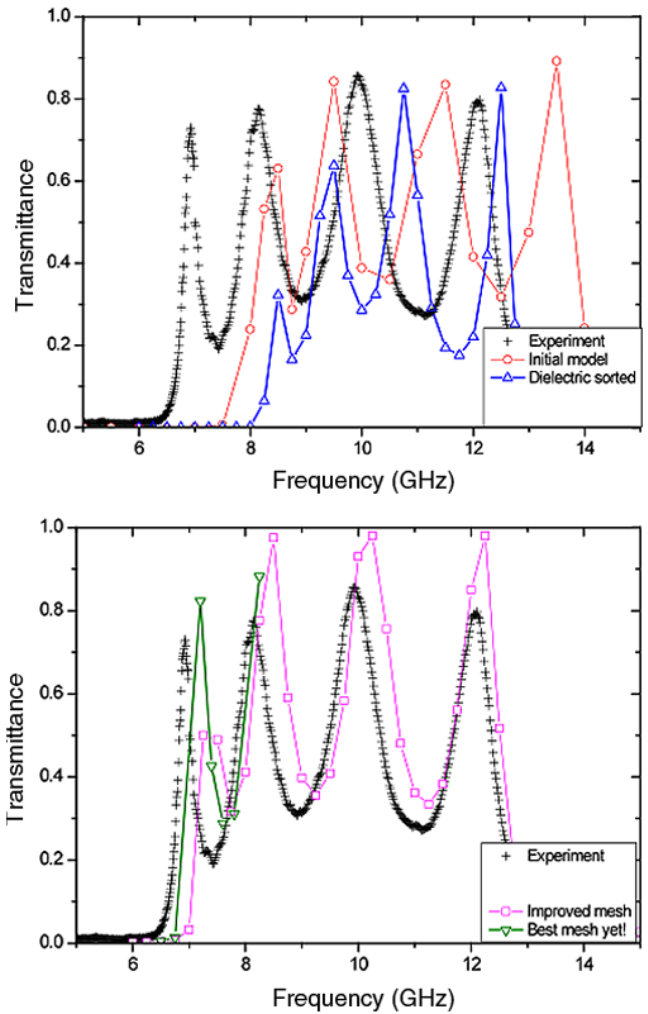 1.0
0.8
0.6
0.4
0.2
0.0
Transmittance
6 8 10 12 14
Frequency (GHz)
Experiment
Initial model
Dielectric sorted
1.0
0.8
0.6
0.4
0.2
0.0
Transmittance
6 8 10 12 14
Frequency (GHz)
Experiment
Improved mesh
Best mesh yet!